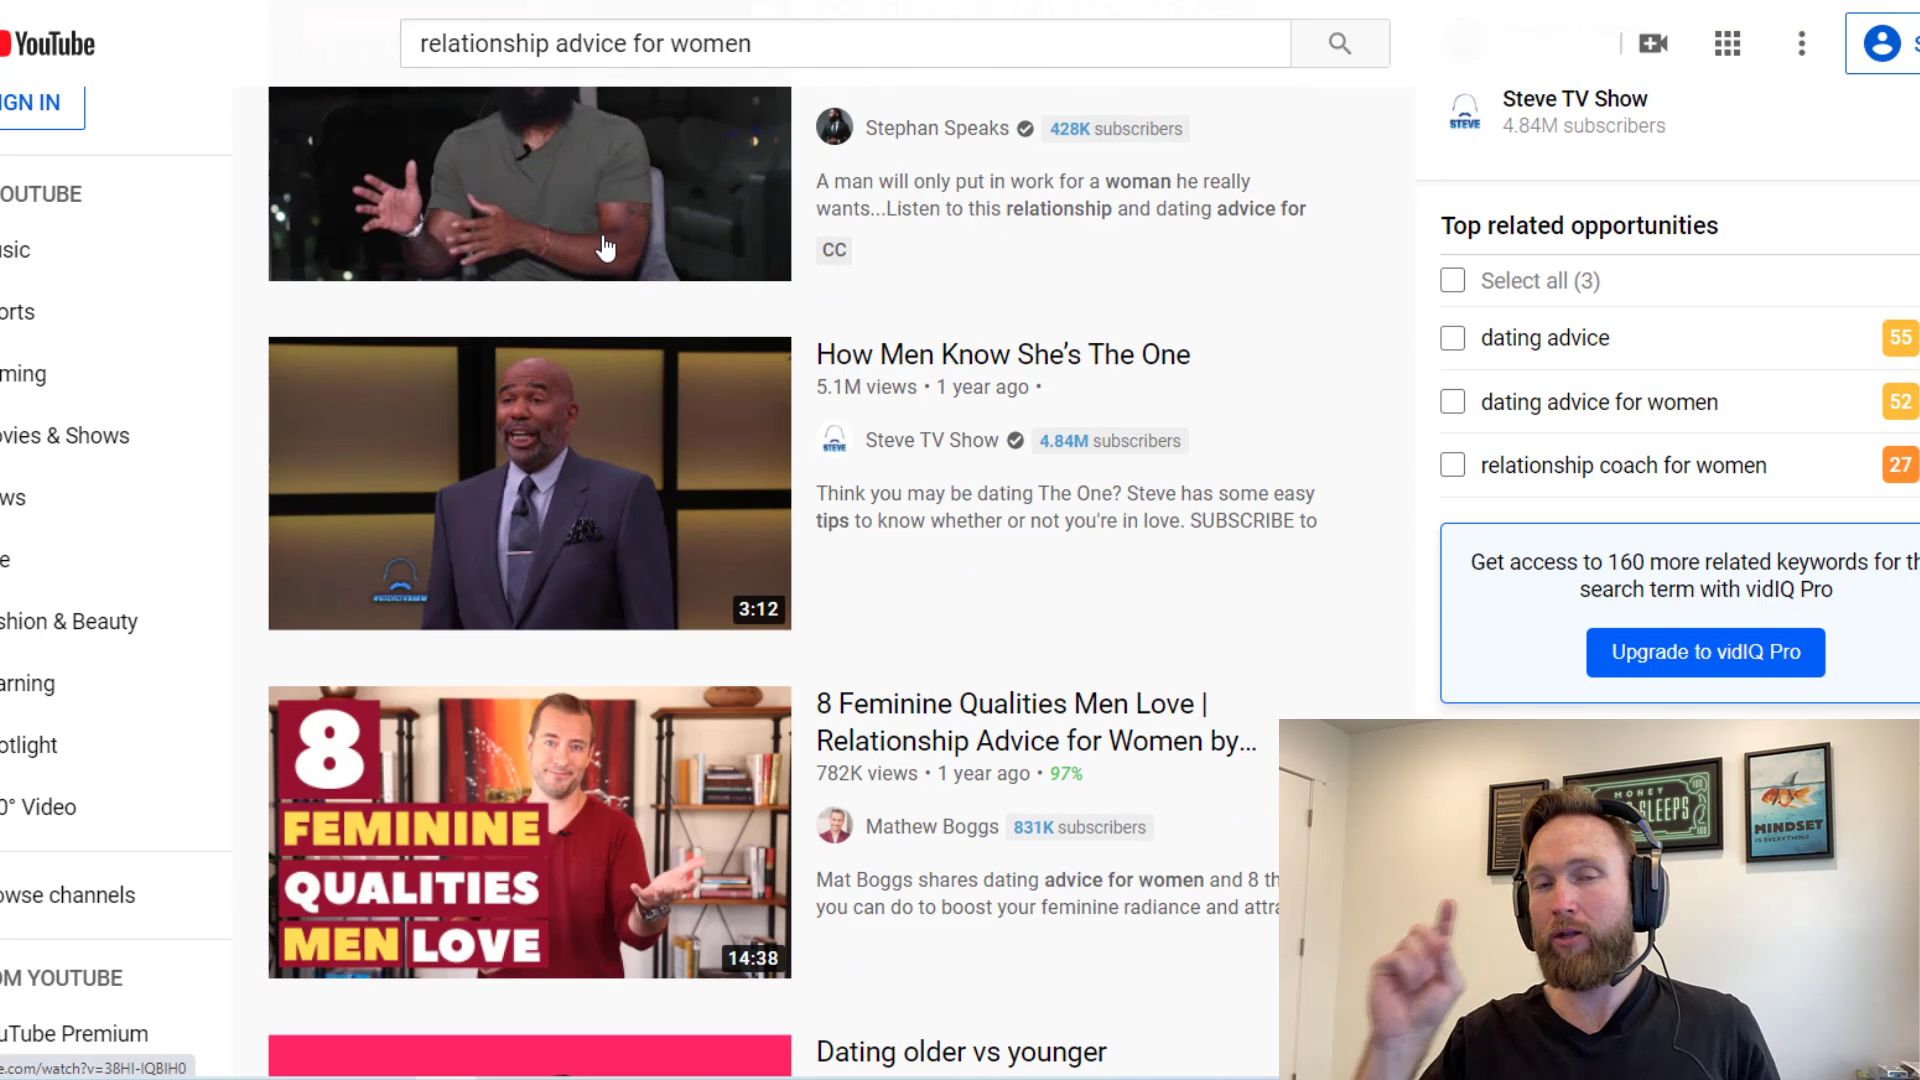 YouTube
relationship advice for women
IGN IN
OUTUBE
usic
orts
ming
ovies & Shows
ws
e
shion & Beauty
arning
otlight
0° Video
owse channels
OM YOUTUBE
uTube Premium
e.com/watch?v=38HI-IQBIH0
Stephan Speaks 428K subscribers
A man will only put in work for a woman he really
wants...Listen to this relationship and dating advice for
CC
How Men Know She's The One
5.1M views • 1 year ago •
STEVE
Steve TV Show 4.84M subscribers
Think you may be dating The One? Steve has some easy
tips to know whether or not you're in love. SUBSCRIBE to
3:12
8
FEMININE
QUALITIES
MEN LOVE
14:38
8 Feminine Qualities Men Love |
Relationship Advice for Women by...
782K views • 1 year ago • 97%
Mathew Boggs 831K subscribers
Mat Boggs shares dating advice for women and 8 th
you can do to boost your feminine radiance and attra
Dating older vs younger
STEVE
Steve TV Show
4.84M subscribers
Top related opportunities
Select all (3)
dating advice 55
dating advice for women 52
relationship coach for women 27
Get access to 160 more related keywords for th
search term with vidIQ Pro
Upgrade to vidIQ Pro
MONEY
SLEEPS
MINDSET
IS EVERYTHING